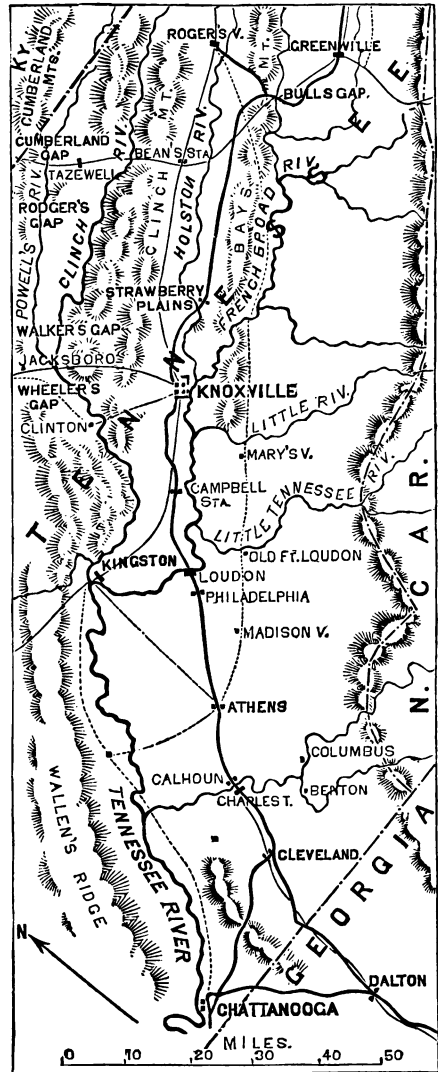 KY.
CUMBERLAND
MTS.
ROGER'S V.
GREENVILLE
MT.
BULLS GAP.
CUMBERLAND
GAP
TAZEWELL
BEAN'S STA.
CLINCH MT.
HOLSTON RIV.
RODGER'S
GAP
POWELL'S RIV.
CLINCH RIV.
BAYS
FRENCH BROAD RIV.
STRAWBERRY
PLAINS
WALKER'S GAP
JACKSBORO
WHEELER'S
GAP
CLINTON
KNOXVILLE
LITTLE RIV.
MARY'S V.
CAMPBELL
STA.
LITTLE TENNESSEE RIV.
OLD FT. LOUDON
KINGSTON
LOUDON
PHILADELPHIA
MADISON V.
TENNESSEE
N. CAR.
ATHENS
COLUMBUS
CALHOUN
CHARLEST.
BENTON
WALLEN'S RIDGE
TENNESSEE RIVER
CLEVELAND.
GEORGIA
N
DALTON
CHATTANOOGA
MILES.
0 10 20 30 40 50